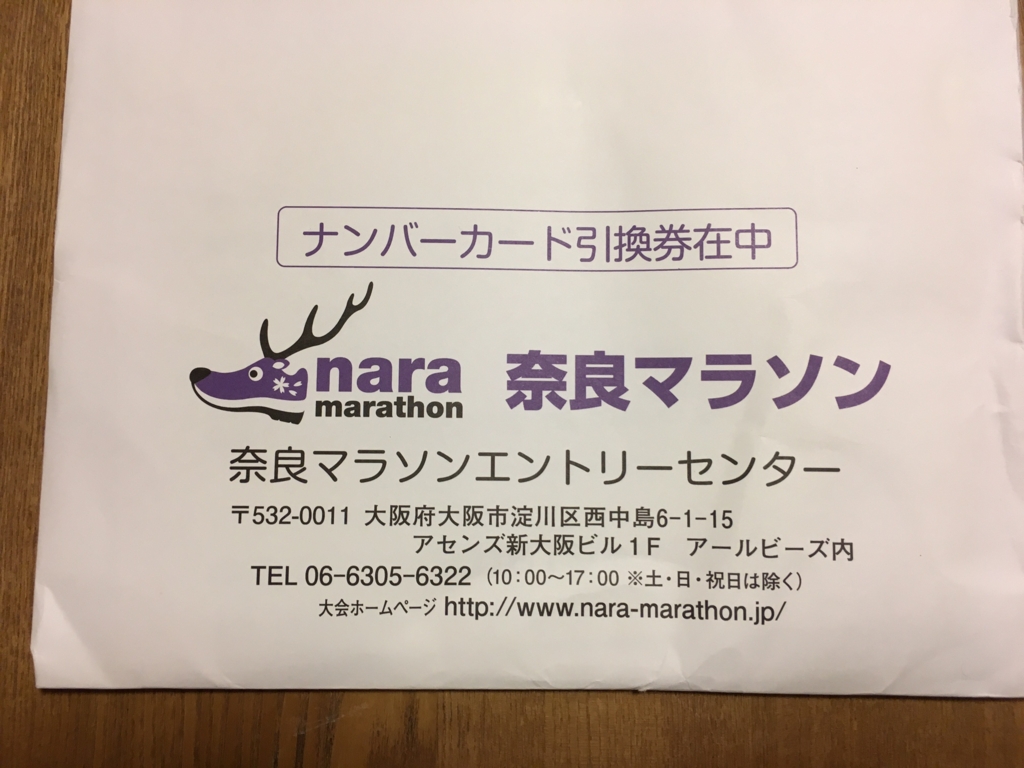 ナンバーカード引換券在中
nara
marathon
奈良マラソン
奈良マラソンエントリーセンター
〒532-0011 大阪府大阪市淀川区西中島6-1-15
アセンズ新大阪ビル1F アールビーズ内
TEL 06-6305-6322 (10:00〜17:00 ※土・日・祝日は除く)
大会ホームページ http://www.nara-marathon.jp/